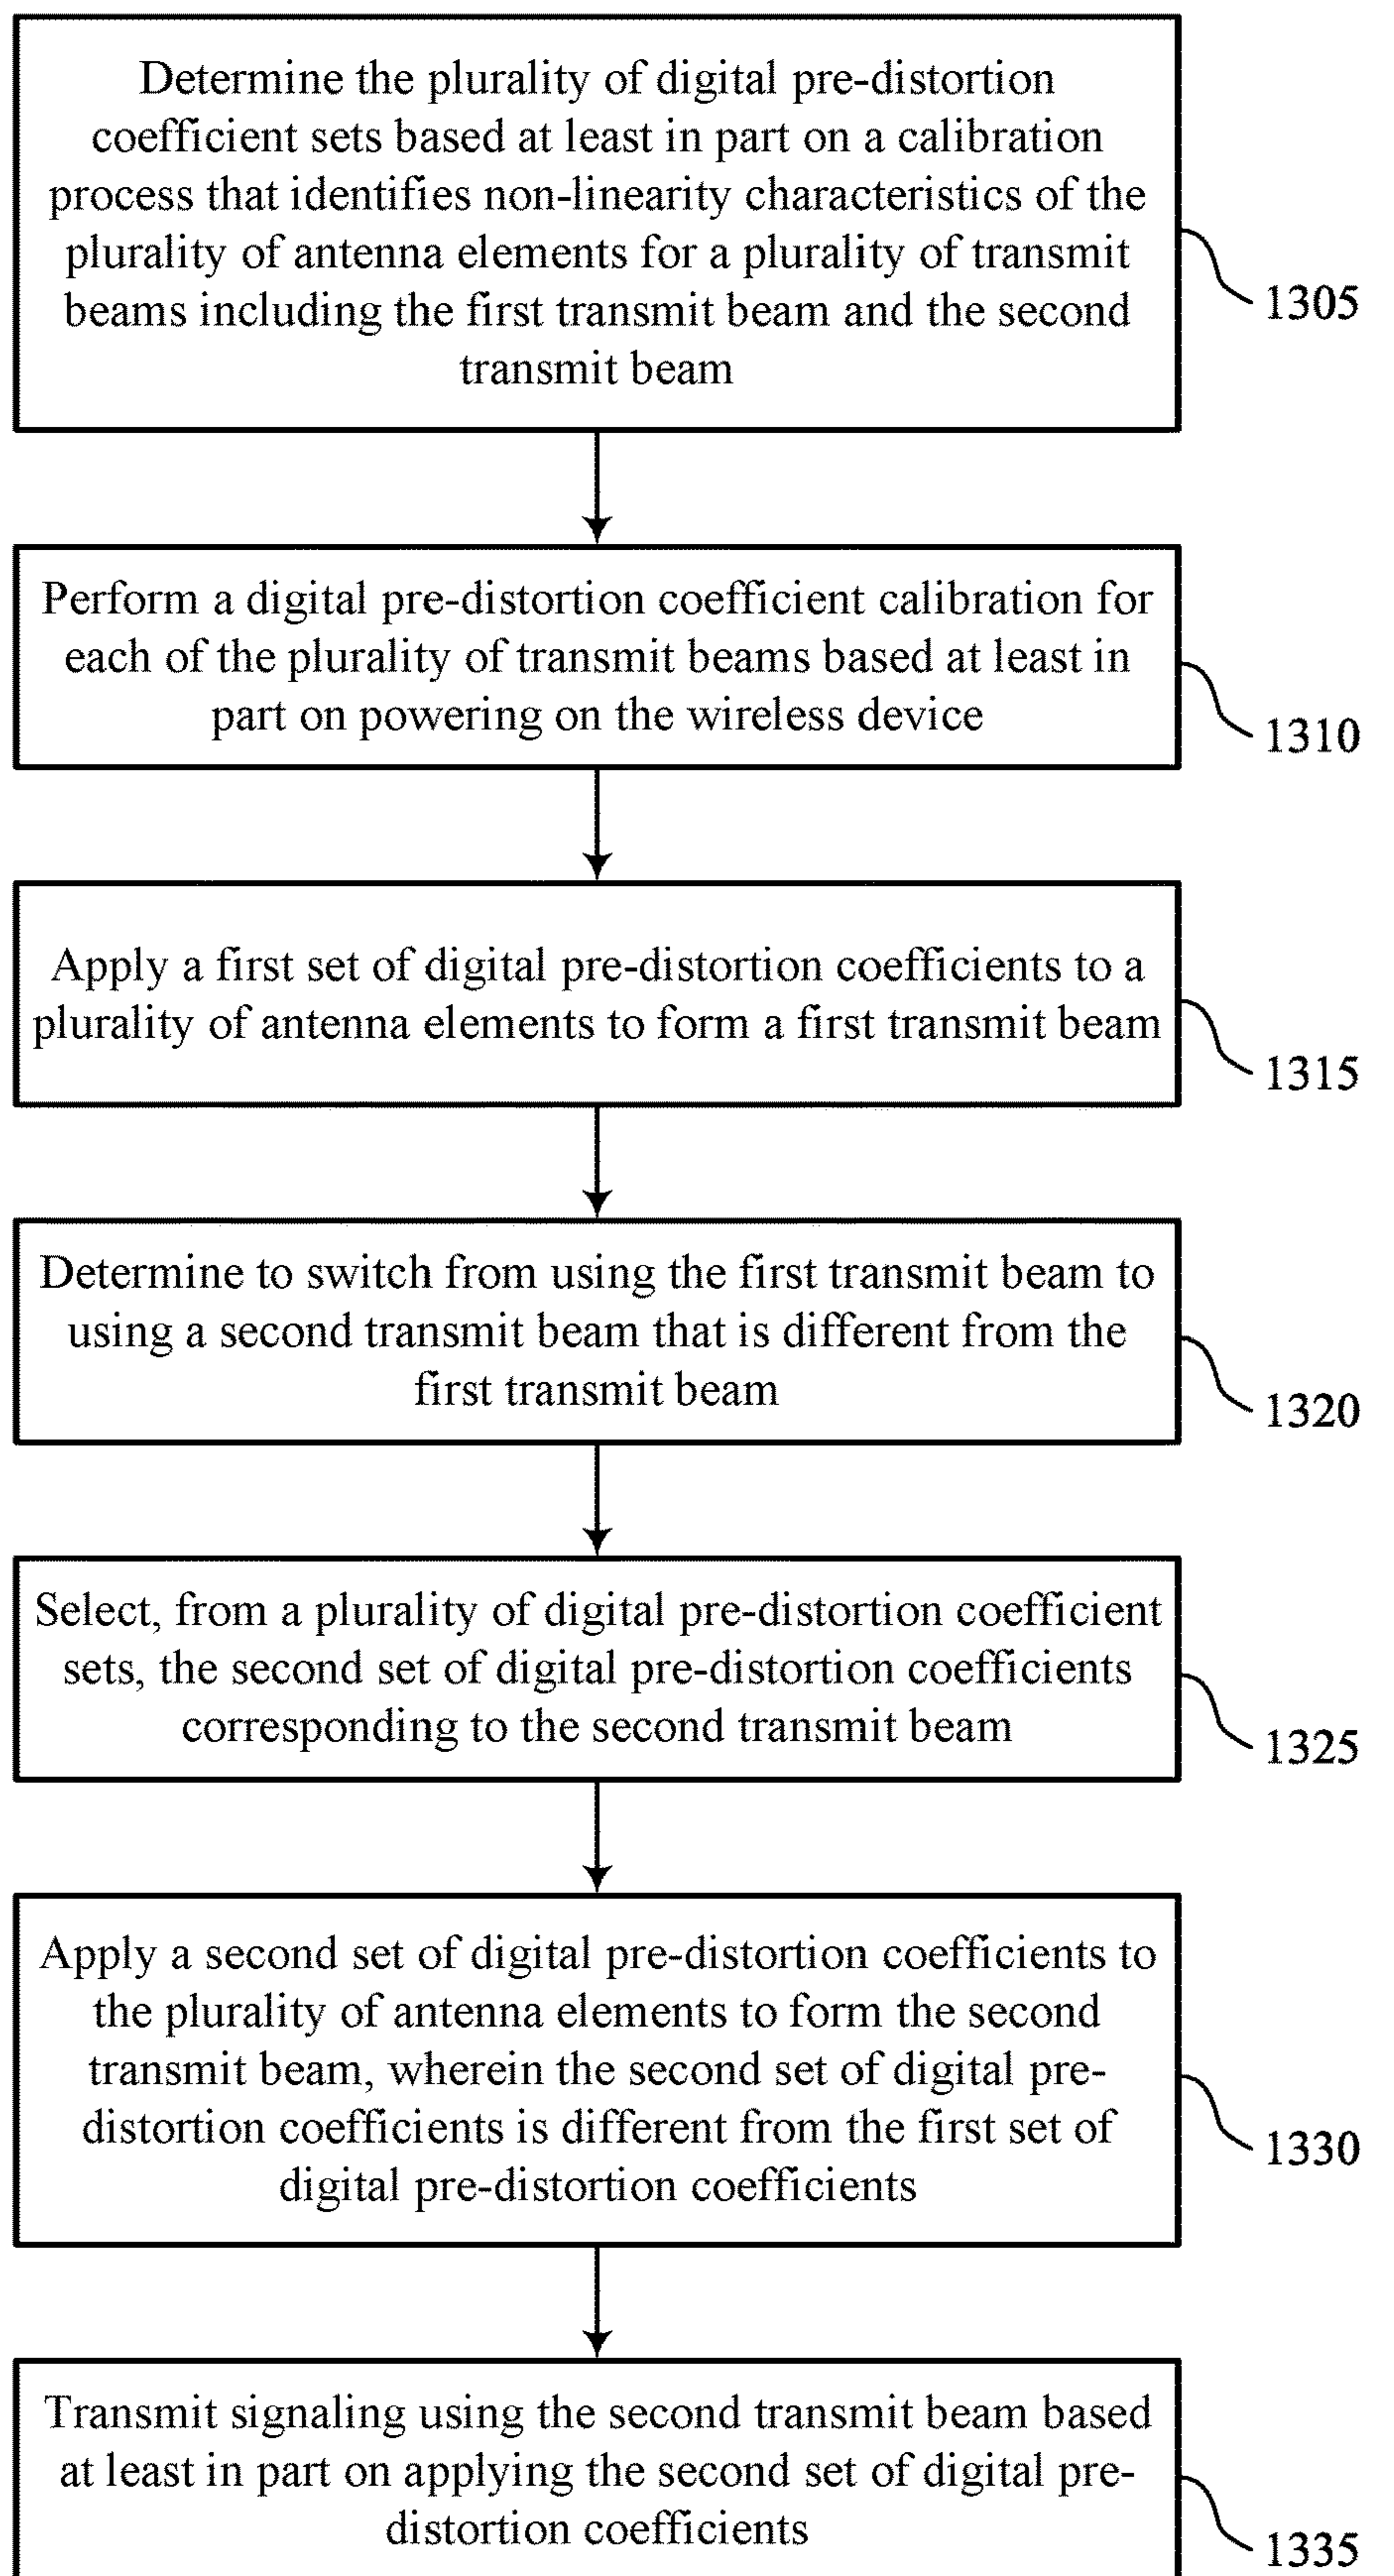 Determine the plurality of digital pre-distortion
coefficient sets based at least in part on a calibration
process that identifies non-linearity characteristics of the
plurality of antenna elements for a plurality of transmit
beams including the first transmit beam and the second
transmit beam
1305
Perform a digital pre-distortion coefficient calibration for
each of the plurality of transmit beams based at least in
part on powering on the wireless device
1310
Apply a first set of digital pre-distortion coefficients to a
plurality of antenna elements to form a first transmit beam
1315
Determine to switch from using the first transmit beam to
using a second transmit beam that is different from the
first transmit beam
1320
Select, from a plurality of digital pre-distortion coefficient
sets, the second set of digital pre-distortion coefficients
corresponding to the second transmit beam
1325
Apply a second set of digital pre-distortion coefficients to
the plurality of antenna elements to form the second
transmit beam, wherein the second set of digital pre-
distortion coefficients is different from the first set of
digital pre-distortion coefficients
1330
Transmit signaling using the second transmit beam based
at least in part on applying the second set of digital pre-
distortion coefficients
1335